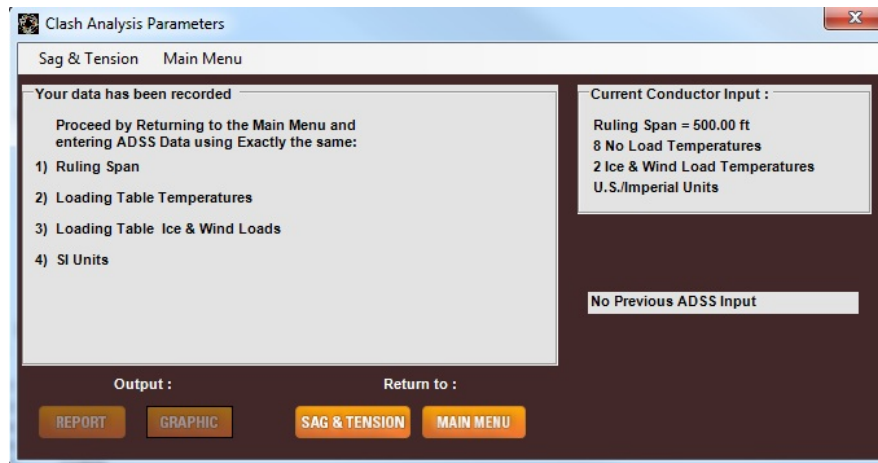 Clash Analysis Parameters
Sag & Tension Main Menu
Your data has been recorded
Proceed by Returning to the Main Menu and
entering ADSS Data using Exactly the same:
1) Ruling Span
2) Loading Table Temperatures
3) Loading Table Ice & Wind Loads
4) SI Units
Current Conductor Input :
Ruling Span = 500.00 ft
8 No Load Temperatures
2 Ice & Wind Load Temperatures
U.S./Imperial Units
No Previous ADSS Input
Output :
Return to :
REPORT
GRAPHIC
SAG & TENSION
MAIN MENU